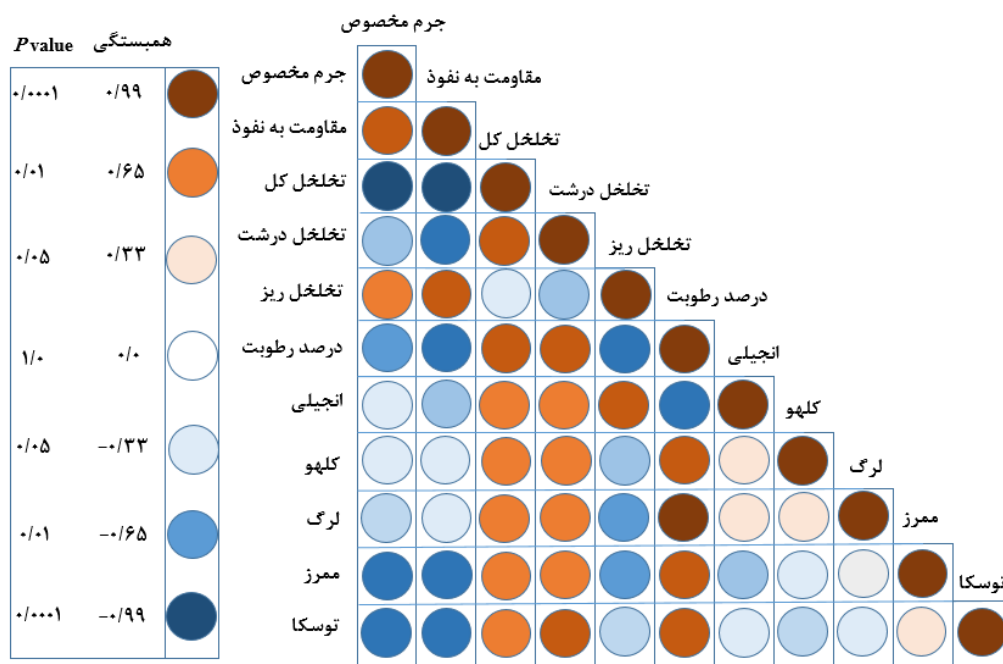 جرم مخصوص
P value همبستگی
۰/۰۰۰۱ ۰/۹۹
۰/۰۱ ۰/۶۵
۰/۰۵ ۰/۳۳
۱/۰ ۰/۰
۰/۰۵ −۰/۳۳
۰/۰۱ −۰/۶۵
۰/۰۰۰۱ −۰/۹۹
جرم مخصوص
مقاومت به نفوذ
مقاومت به نفوذ
تخلخل کل
تخلخل کل
تخلخل درشت
تخلخل درشت
تخلخل ریز
تخلخل ریز
درصد رطوبت
درصد رطوبت
انجیلی
انجیلی
کلهو
کلهو
لرگ
لرگ
ممرز
ممرز
توسکا
توسکا